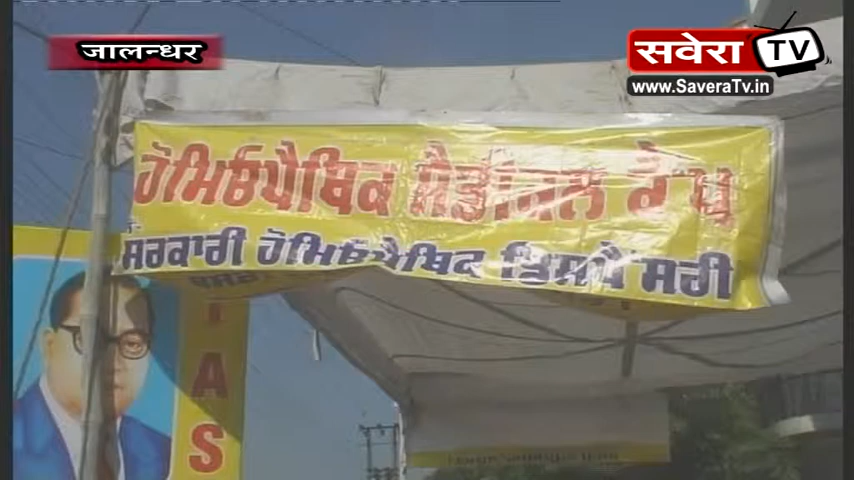 जालन्धर
सवेरा TV
www.SaveraTv.in
ਹੋਮਿਓਪੈਥਿਕ ਮੈਡੀਕਲ ਕੈਂਪ
ਸਰਕਾਰੀ ਹੋਮਿਓਪੈਥਿਕ ਡਿਸਪੈਂਸਰੀ
I A S